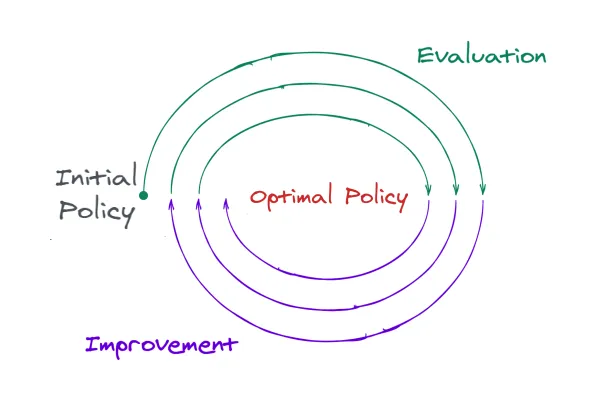 Evaluation
Initial
Policy
Optimal Policy
Improvement